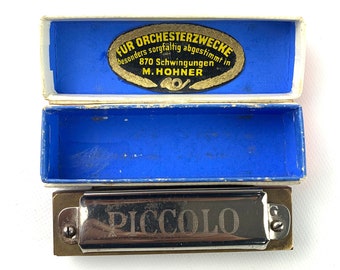 FÜR ORCHESTERZWECKE
besonders sorgfältig abgestimmt in
870 Schwingungen
M. HOHNER
PICCOLO
C